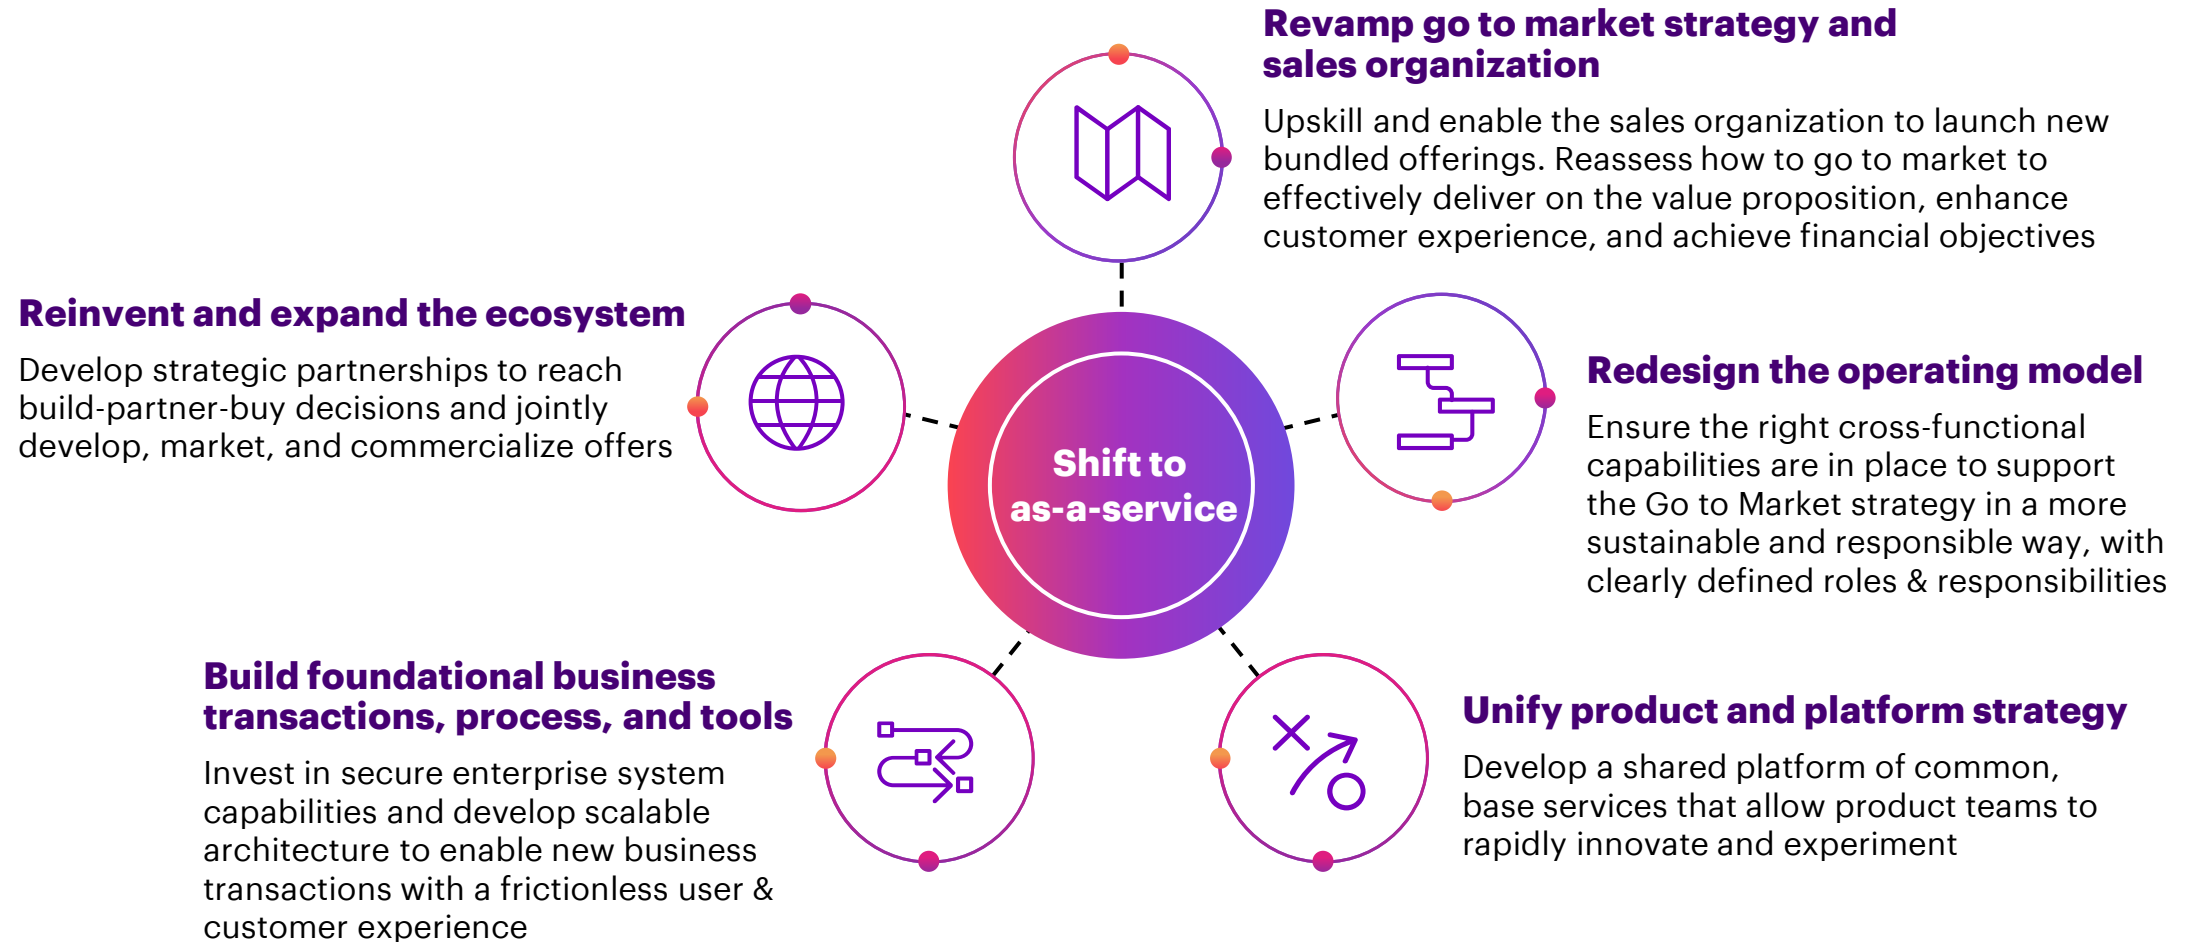 Revamp go to market strategy and
sales organization
Upskill and enable the sales organization to launch new
bundled offerings. Reassess how to go to market to
effectively deliver on the value proposition, enhance
customer experience, and achieve financial objectives
Reinvent and expand the ecosystem
Develop strategic partnerships to reach
build-partner-buy decisions and jointly
develop, market, and commercialize offers
Shift to
as-a-service
Redesign the operating model
Ensure the right cross-functional
capabilities are in place to support
the Go to Market strategy in a more
sustainable and responsible way, with
clearly defined roles & responsibilities
Build foundational business
transactions, process, and tools
Invest in secure enterprise system
capabilities and develop scalable
architecture to enable new business
transactions with a frictionless user &
customer experience
Unify product and platform strategy
Develop a shared platform of common,
base services that allow product teams to
rapidly innovate and experiment